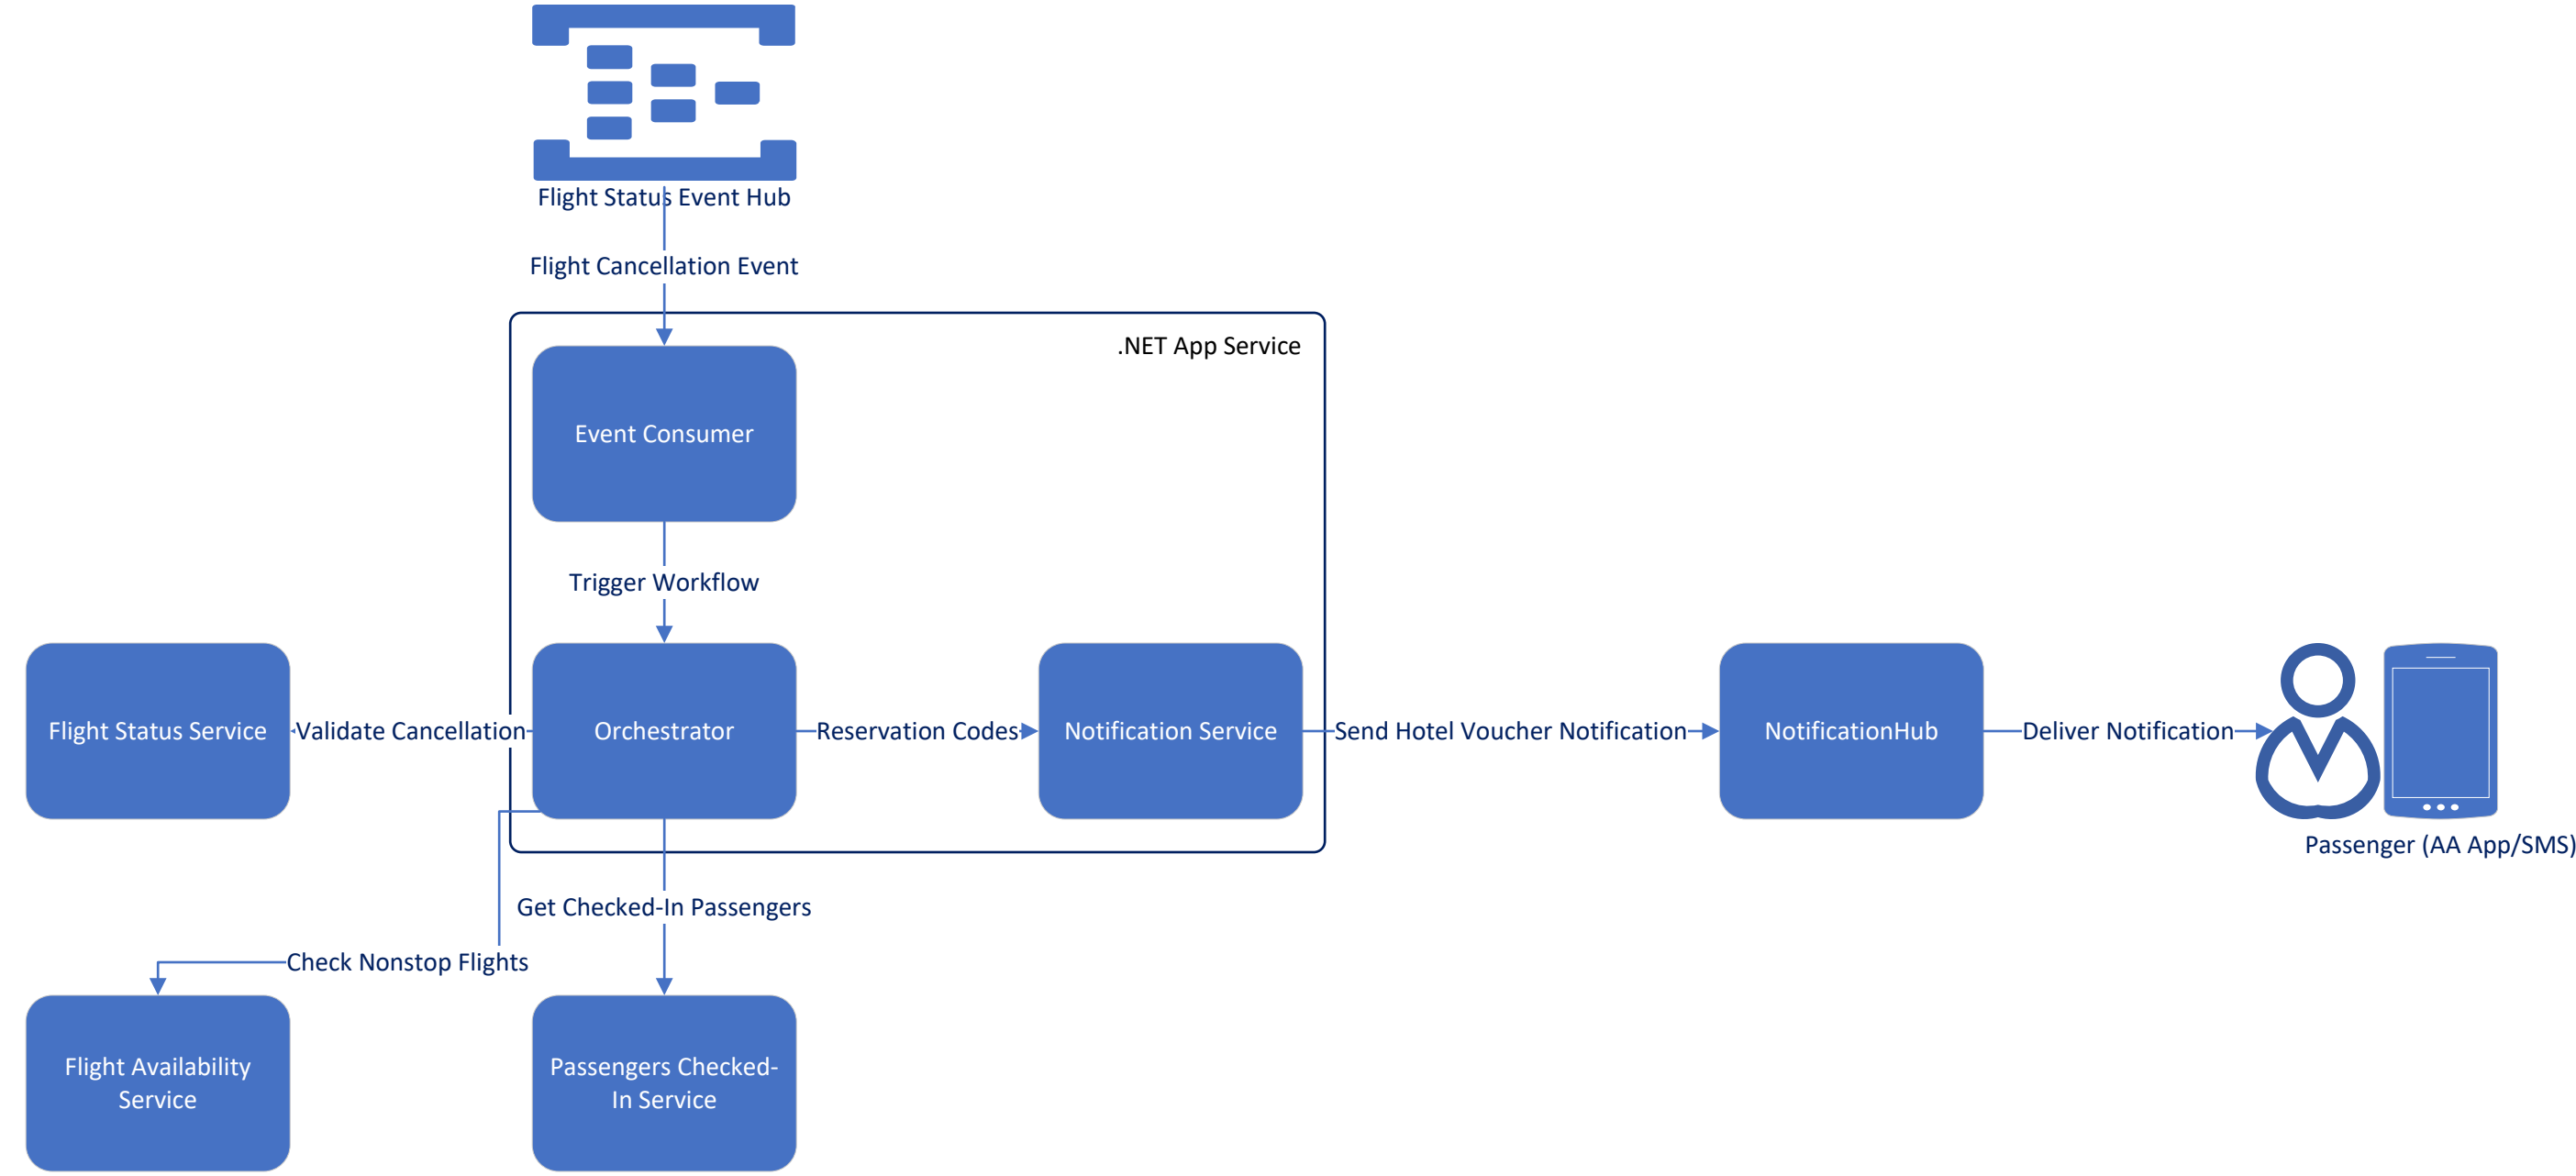 Flight Status Event Hub
Flight Cancellation Event
.NET App Service
Event Consumer
Trigger Workflow
Flight Status Service
Validate Cancellation
Orchestrator
Reservation Codes
Notification Service
Send Hotel Voucher Notification
NotificationHub
Deliver Notification
Passenger (AA App/SMS)
Get Checked-In Passengers
Check Nonstop Flights
Flight Availability
Service
Passengers Checked-
In Service